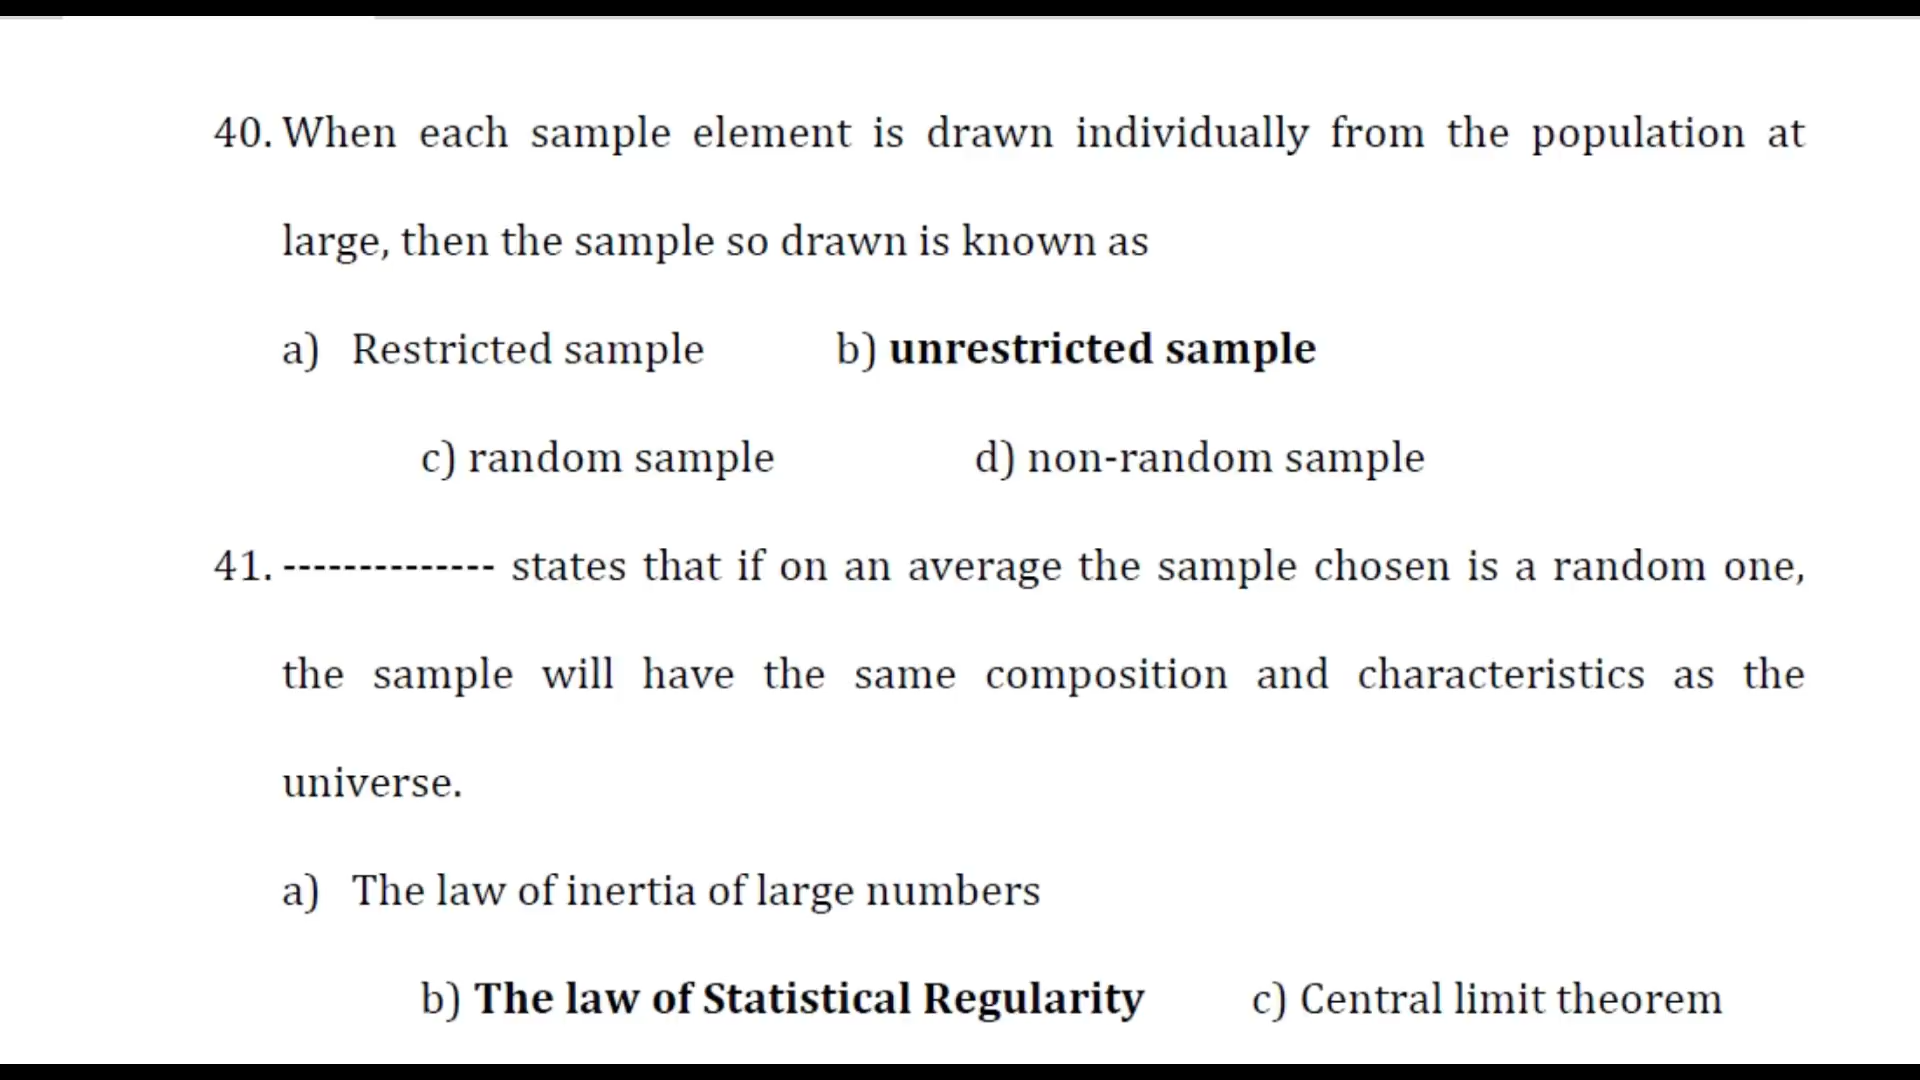 40. When each sample element is drawn individually from the population at
large, then the sample so drawn is known as
a) Restricted sample b) unrestricted sample
c) random sample d) non-random sample
41. -------------- states that if on an average the sample chosen is a random one,
the sample will have the same composition and characteristics as the
universe.
a) The law of inertia of large numbers
b) The law of Statistical Regularity c) Central limit theorem